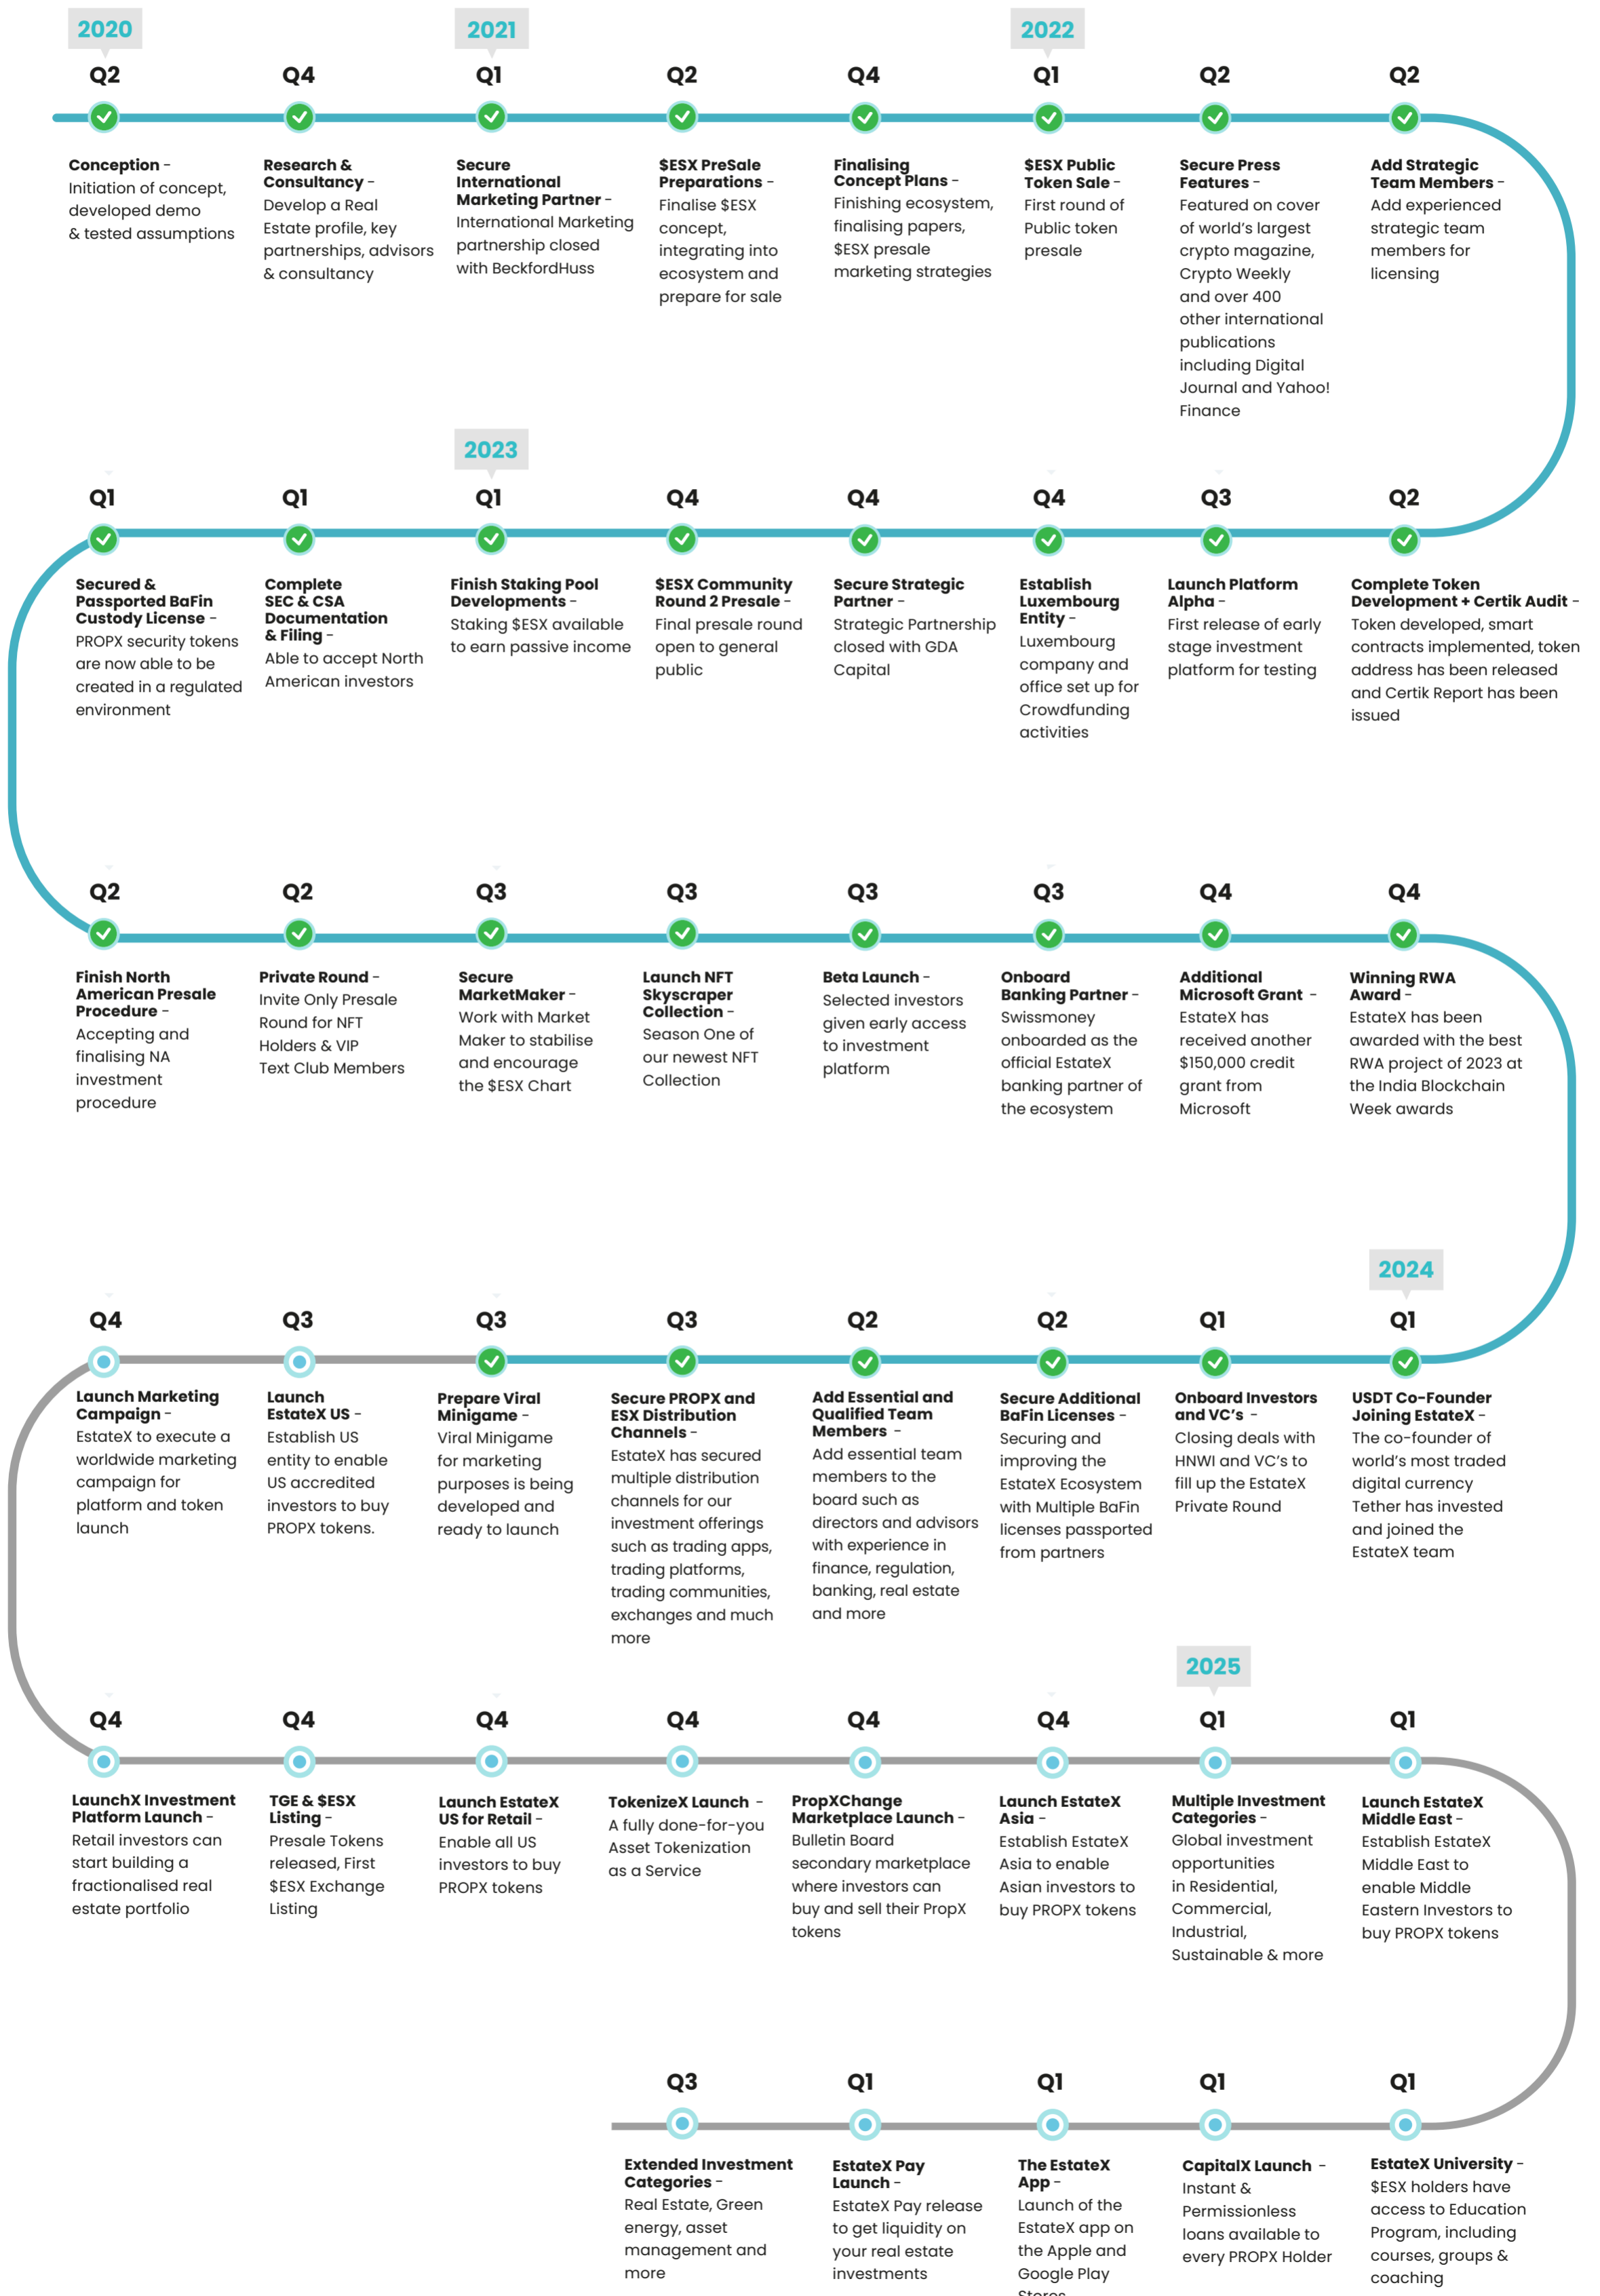 2020
Q2
Conception –
Initiation of concept,
developed demo
& tested assumptions
Q4
Research &
Consultancy –
Develop a Real
Estate profile, key
partnerships, advisors
& consultancy
2021
Q1
Secure
International
Marketing Partner –
International Marketing
partnership closed
with BeckfordHuss
Q2
$ESX PreSale
Preparations –
Finalise $ESX
concept,
integrating into
ecosystem and
prepare for sale
Q4
Finalising
Concept Plans –
Finishing ecosystem,
finalising papers,
$ESX presale
marketing strategies
2022
Q1
$ESX Public
Token Sale –
First round of
Public token
presale
Q2
Secure Press
Features –
Featured on cover
of world's largest
crypto magazine,
Crypto Weekly
and over 400
other international
publications
including Digital
Journal and Yahoo!
Finance
Q2
Add Strategic
Team Members –
Add experienced
strategic team
members for
licensing
Q2
Complete Token
Development + Certik Audit –
Token developed, smart
contracts implemented, token
address has been released
and Certik Report has been
issued
Q3
Launch Platform
Alpha –
First release of early
stage investment
platform for testing
Q4
Establish
Luxembourg
Entity –
Luxembourg
company and
office set up for
Crowdfunding
activities
Q4
Secure Strategic
Partner –
Strategic Partnership
closed with GDA
Capital
Q4
$ESX Community
Round 2 Presale –
Final presale round
open to general
public
2023
Q1
Finish Staking Pool
Developments –
Staking $ESX available
to earn passive income
Q1
Complete
SEC & CSA
Documentation
& Filing –
Able to accept North
American investors
Q1
Secured &
Passported BaFin
Custody License –
PROPX security tokens
are now able to be
created in a regulated
environment
Q2
Finish North
American Presale
Procedure –
Accepting and
finalising NA
investment
procedure
Q2
Private Round –
Invite Only Presale
Round for NFT
Holders & VIP
Text Club Members
Q3
Secure
MarketMaker –
Work with Market
Maker to stabilise
and encourage
the $ESX Chart
Q3
Launch NFT
Skyscraper
Collection –
Season One of
our newest NFT
Collection
Q3
Beta Launch –
Selected investors
given early access
to investment
platform
Q3
Onboard
Banking Partner –
Swissmoney
onboarded as the
official EstateX
banking partner of
the ecosystem
Q4
Additional
Microsoft Grant –
EstateX has
received another
$150,000 credit
grant from
Microsoft
Q4
Winning RWA
Award –
EstateX has been
awarded with the best
RWA project of 2023 at
the India Blockchain
Week awards
2024
Q1
USDT Co-Founder
Joining EstateX –
The co-founder of
world's most traded
digital currency
Tether has invested
and joined the
EstateX team
Q1
Onboard Investors
and VC's –
Closing deals with
HNWI and VC's to
fill up the EstateX
Private Round
Q2
Secure Additional
BaFin Licenses –
Securing and
improving the
EstateX Ecosystem
with Multiple BaFin
licenses passported
from partners
Q2
Add Essential and
Qualified Team
Members –
Add essential team
members to the
board such as
directors and advisors
with experience in
finance, regulation,
banking, real estate
and more
Q3
Secure PROPX and
ESX Distribution
Channels –
EstateX has secured
multiple distribution
channels for our
investment offerings
such as trading apps,
trading platforms,
trading communities,
exchanges and much
more
Q3
Prepare Viral
Minigame –
Viral Minigame
for marketing
purposes is being
developed and
ready to launch
Q3
Launch
EstateX US –
Establish US
entity to enable
US accredited
investors to buy
PROPX tokens.
Q4
Launch Marketing
Campaign –
EstateX to execute a
worldwide marketing
campaign for
platform and token
launch
Q4
LaunchX Investment
Platform Launch –
Retail investors can
start building a
fractionalised real
estate portfolio
Q4
TGE & $ESX
Listing –
Presale Tokens
released, First
$ESX Exchange
Listing
Q4
Launch EstateX
US for Retail –
Enable all US
investors to buy
PROPX tokens
Q4
TokenizeX Launch –
A fully done-for-you
Asset Tokenization
as a Service
Q4
PropXChange
Marketplace Launch –
Bulletin Board
secondary marketplace
where investors can
buy and sell their PropX
tokens
Q4
Launch EstateX
Asia –
Establish EstateX
Asia to enable
Asian investors to
buy PROPX tokens
2025
Q1
Multiple Investment
Categories –
Global investment
opportunities
in Residential,
Commercial,
Industrial,
Sustainable & more
Q1
Launch EstateX
Middle East –
Establish EstateX
Middle East to
enable Middle
Eastern Investors to
buy PROPX tokens
Q1
EstateX University –
$ESX holders have
access to Education
Program, including
courses, groups &
coaching
Q1
CapitalX Launch –
Instant &
Permissionless
loans available to
every PROPX Holder
Q1
The EstateX
App –
Launch of the
EstateX app on
the Apple and
Google Play
Stores
Q1
EstateX Pay
Launch –
EstateX Pay release
to get liquidity on
your real estate
investments
Q3
Extended Investment
Categories –
Real Estate, Green
energy, asset
management and
more